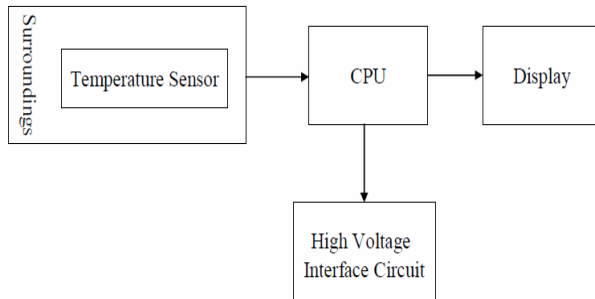 Surroundings
Temperature Sensor
CPU
Display
High Voltage
Interface Circuit